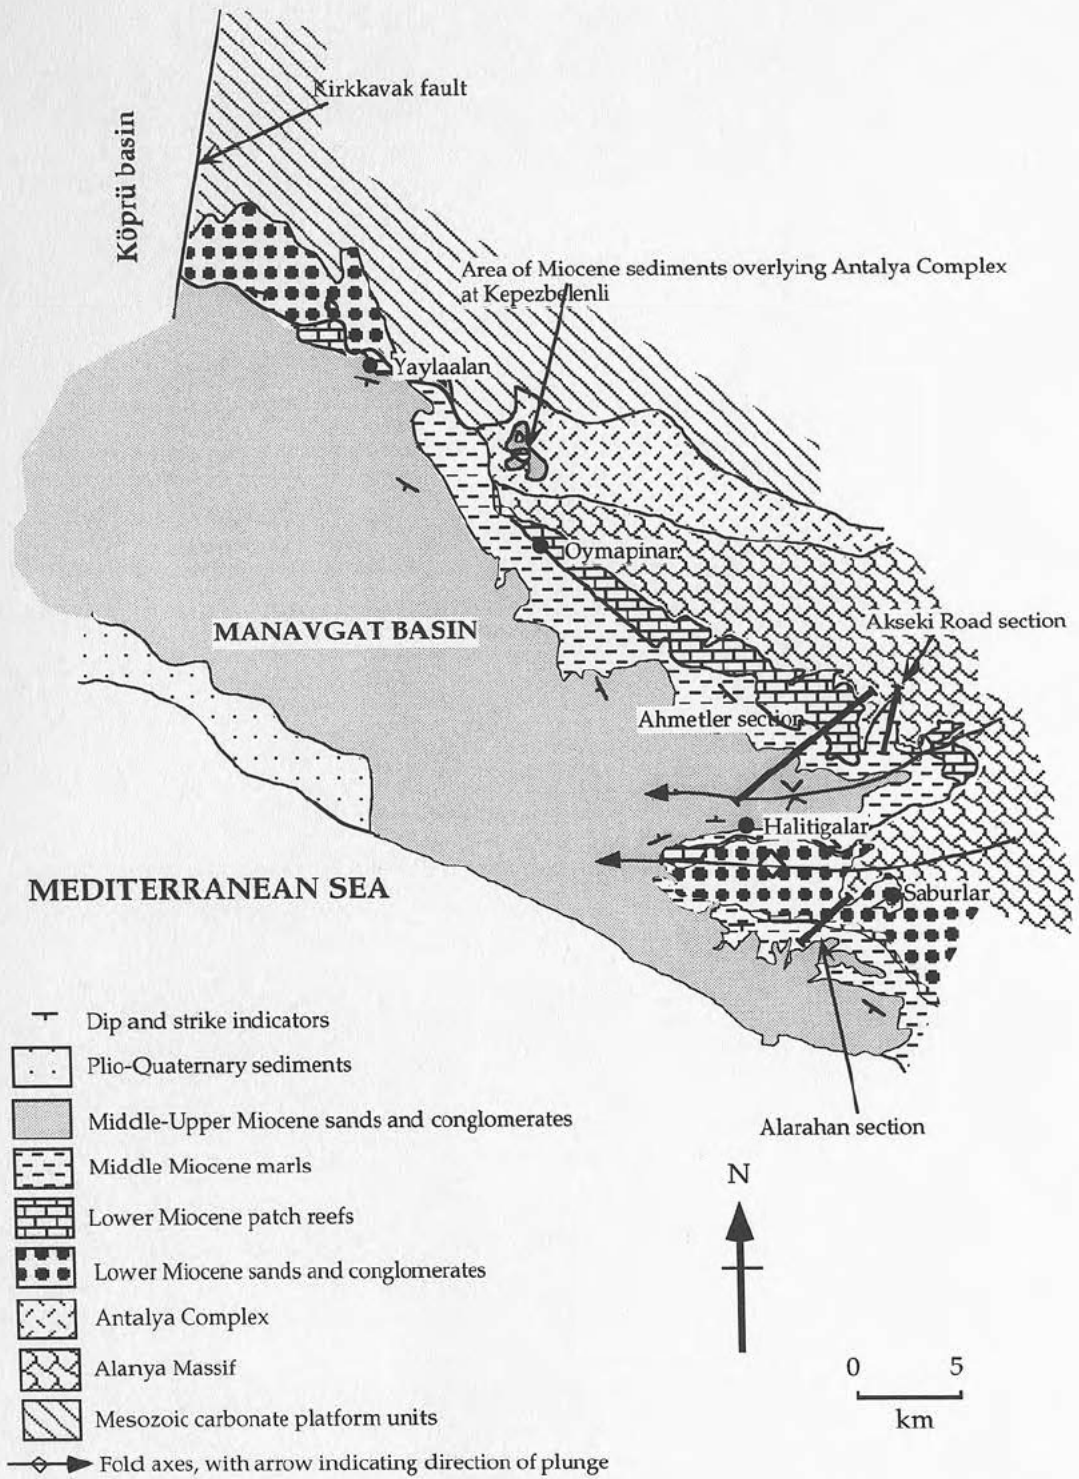 Kirkkavak fault
Köprü basin
Area of Miocene sediments overlying Antalya Complex
at Kepezbelenli
Yaylaalan
Oymapinar
Akseki Road section
MANAVGAT BASIN
Ahmetler section
Halitigalar
MEDITERRANEAN SEA
Saburlar
Alarahan section
Dip and strike indicators
Plio-Quaternary sediments
Middle-Upper Miocene sands and conglomerates
Middle Miocene marls
Lower Miocene patch reefs
Lower Miocene sands and conglomerates
Antalya Complex
Alanya Massif
Mesozoic carbonate platform units
Fold axes, with arrow indicating direction of plunge
N
0 5
km